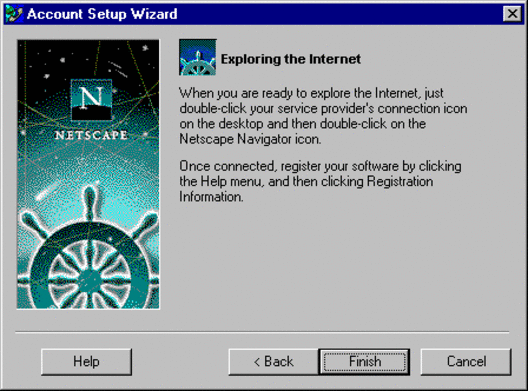 Account Setup Wizard
N
NETSCAPE
Exploring the Internet
When you are ready to explore the Internet, just
double-click your service provider's connection icon
on the desktop and then double-click on the
Netscape Navigator icon.
Once connected, register your software by clicking
the Help menu, and then clicking Registration
Information.
Help
< Back
Finish
Cancel